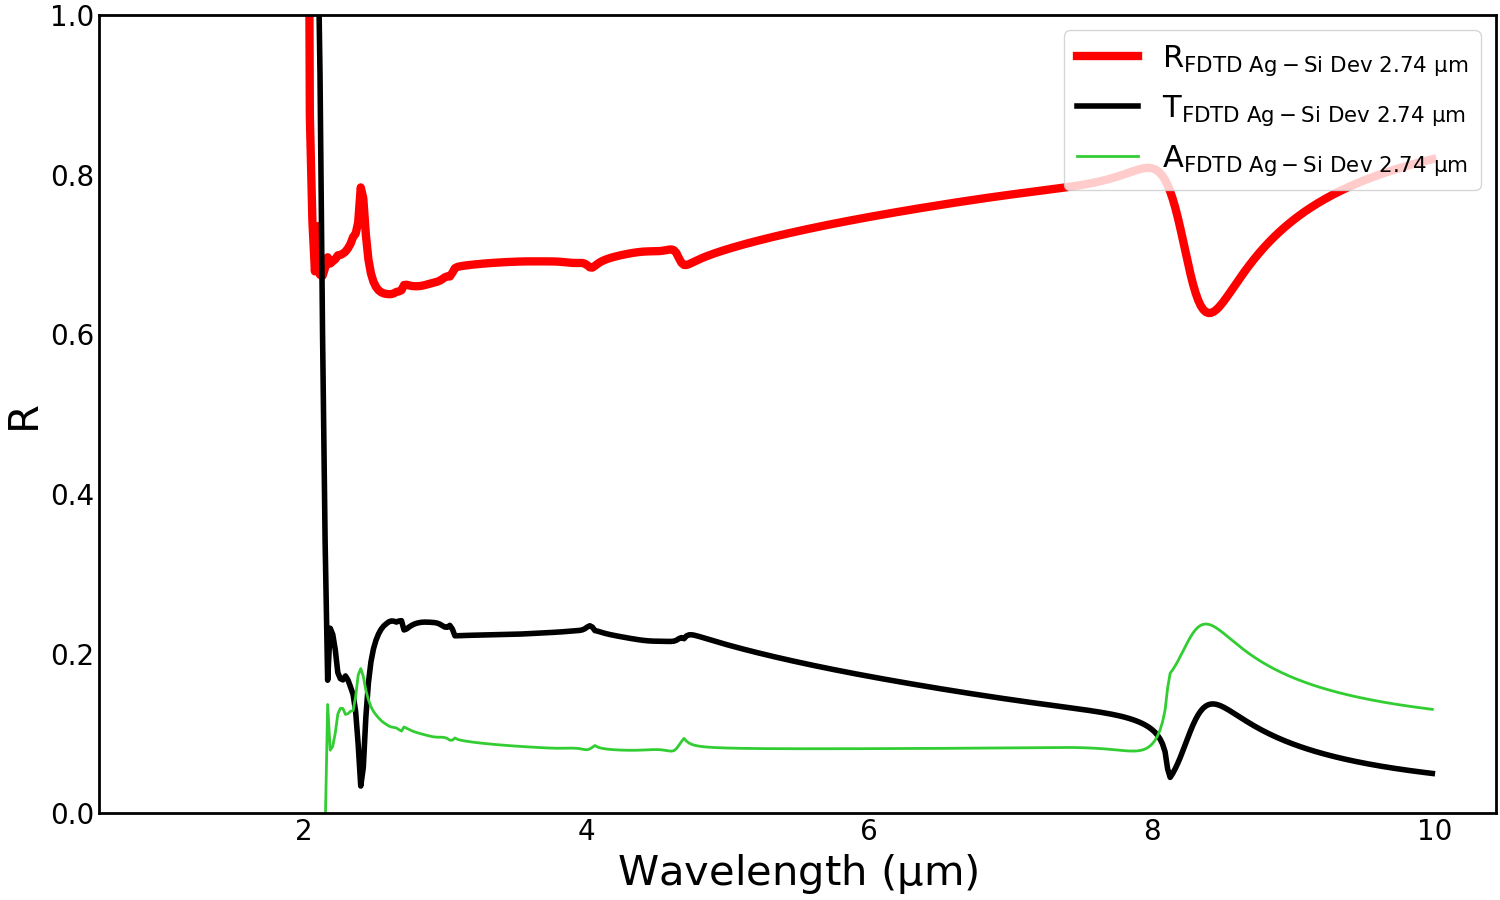 1.0
0.8
0.6
0.4
0.2
0.0
R
R_FDTD Ag−Si Dev 2.74 μm
T_FDTD Ag−Si Dev 2.74 μm
A_FDTD Ag−Si Dev 2.74 μm
2 4 6 8 10
Wavelength (μm)